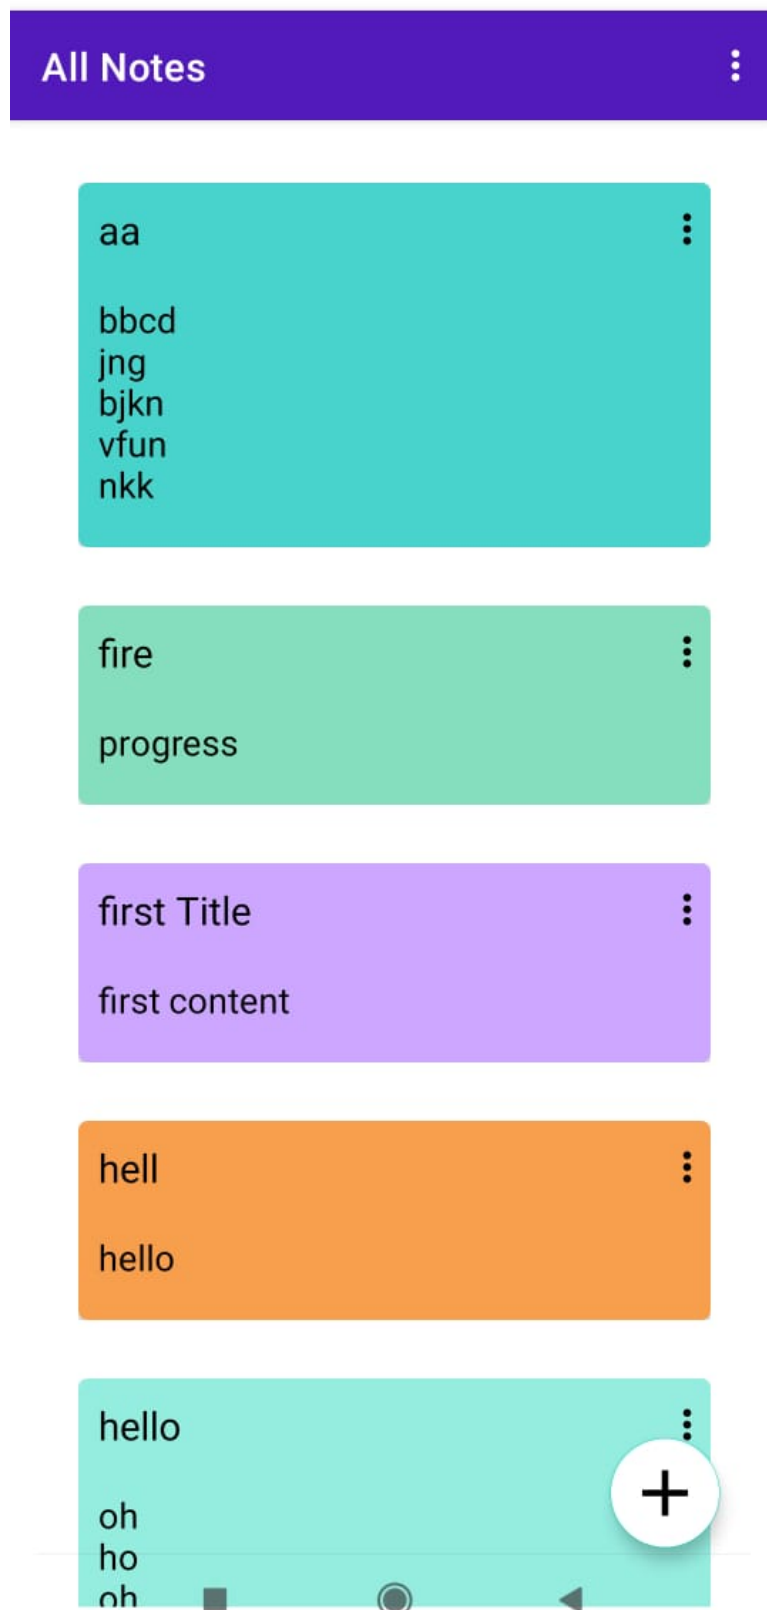 All Notes
aa
bbcd
jng
bjkn
vfun
nkk
fire
progress
first Title
first content
hell
hello
hello
oh
ho
oh